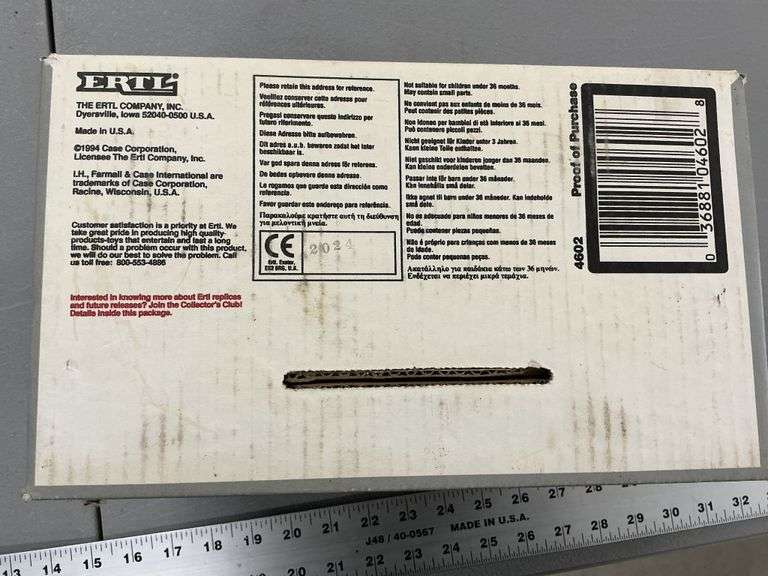 ERTL
THE ERTL COMPANY, INC.
Dyersville, Iowa 52040-0500 U.S.A.
Made in U.S.A.
©1994 Case Corporation,
Licensee The Ertl Company, Inc.
I.H., Farmall & Case International are
trademarks of Case Corporation,
Racine, Wisconsin, U.S.A.
Customer satisfaction is a priority at Ertl. We
take great pride in producing high quality
products-toys that entertain and last a long
time. Should a problem occur with this product,
we will do our best to solve the problem. Call
us toll free: 800-553-4886
Interested in knowing more about Ertl replicas
and future releases? Join the Collector's Club!
Details inside this package.
Please retain this address for reference.
Veuillez conserver cette adresse pour
références ultérieures.
Pregasi conservare questo indirizzo per
futuro riferimento.
Diese Adresse bitte aufbewahren.
Dit adres a.u.b. bewaren zodat het later
beschikbaar is.
Var god spara denna adress för referens.
De bedes opbevare denne adresse.
Le rogamos que guarde esta dirección como
referencia.
Favor guardar este endereço para referência.
Παρακαλούμε κρατήστε αυτή τη διεύθυνση
για μελοντική μνεία.
CE
Ertl, Exeter,
EX2 8RG, U.K.
2024
Not suitable for children under 36 months.
May contain small parts.
Ne convient pas aux enfants de moins de 36 mois.
Peut contenir des petites pièces.
Non idoneo per bambini di età inferiore ai 36 mesi.
Può contenere piccoli pezzi.
Nicht geeignet für Kinder unter 3 Jahren.
Kann kleine Teile enthalten.
Niet geschikt voor kinderen jonger dan 36 maanden.
Kan kleine onderdelen bevatten.
Passar inte för barn under 36 månader.
Kan innehålla små delar.
Ikke egnet til børn under 36 måneder. Kan indeholde
små dele.
No es adecuado para niños menores de 36 meses de
edad.
Puede contener piezas pequeñas.
Não é próprio para crianças com menos de 36 meses
de idade.
Pode conter pequenas peças.
Ακατάλληλο για παιδάκια κάτω των 36 μηνών.
Ενδέχεται να περιέχει μικρά τεμάχια.
4602 Proof of Purchase
0 36881 04602 8
13 14 15 16 17 18 19 20 21 22 23 24 25 26 27 28 29 30 31 32
J48 / 40-0567 MADE IN U.S.A.